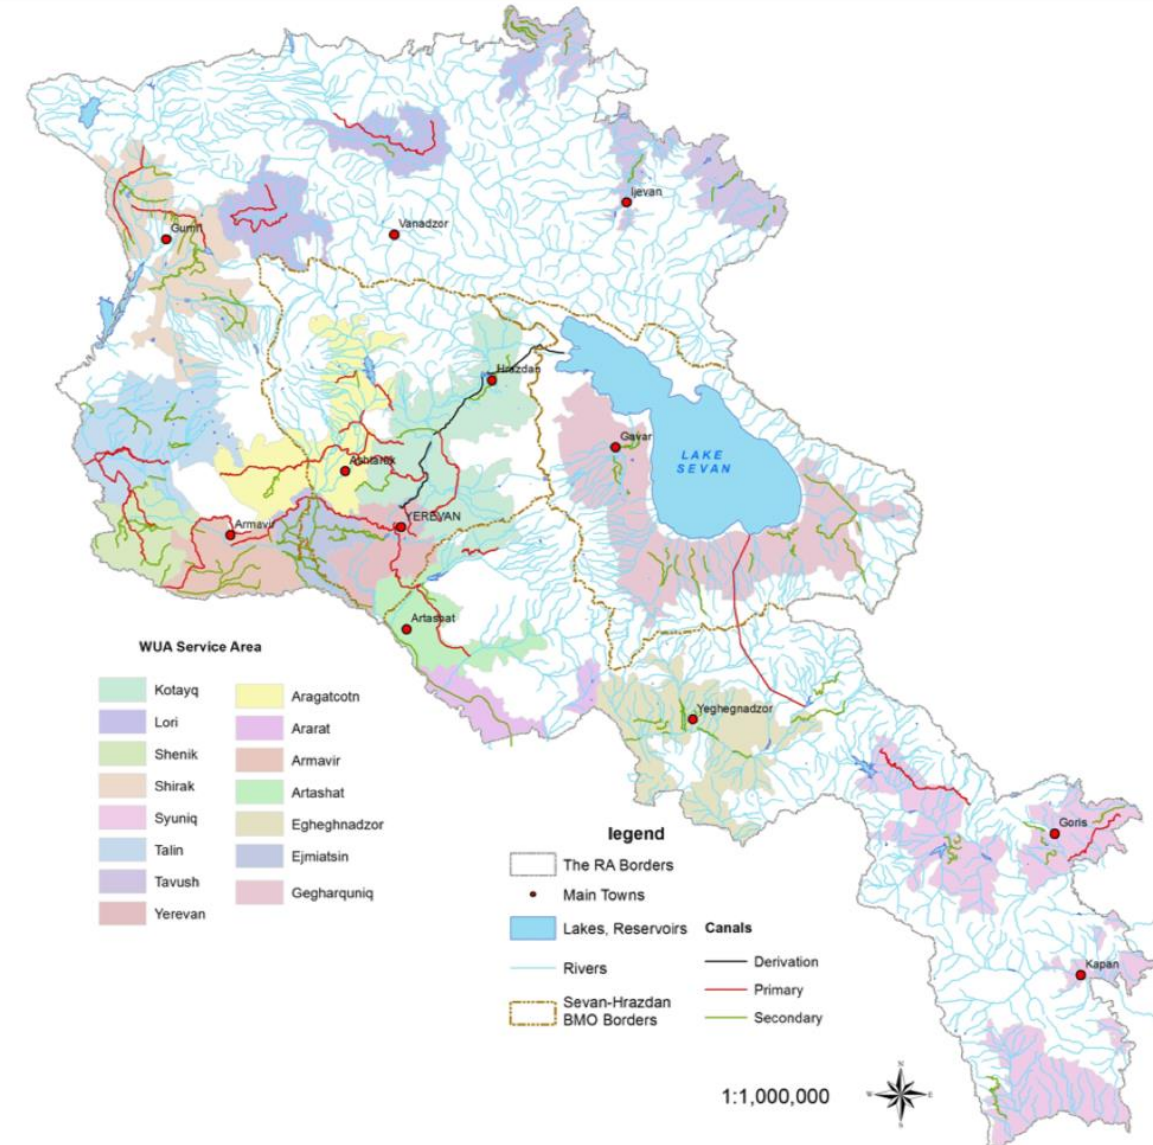 Ijevan
Vanadzor
Gumri
Hrazdan
Gavar
LAKE
SEVAN
Ashtarak
YEREVAN
Armavir
Artashat
Yeghegnadzor
Goris
Kapan
WUA Service Area
Kotayq
Lori
Shenik
Shirak
Syuniq
Talin
Tavush
Yerevan
Aragatcotn
Ararat
Armavir
Artashat
Egheghnadzor
Ejmiatsin
Gegharquniq
legend
The RA Borders
Main Towns
Lakes, Reservoirs
Rivers
Sevan-Hrazdan
BMO Borders
Canals
Derivation
Primary
Secondary
1:1,000,000
N
W
E
S